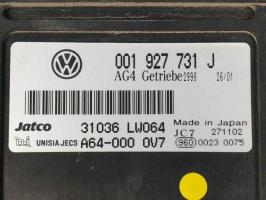 001 927 731 J
AG4 Getriebe 2998 26/01
Jatco 31036 LW064 Made in Japan
JC7 271102
UNISIA JECS A64-000 0V7 960 0023 0075